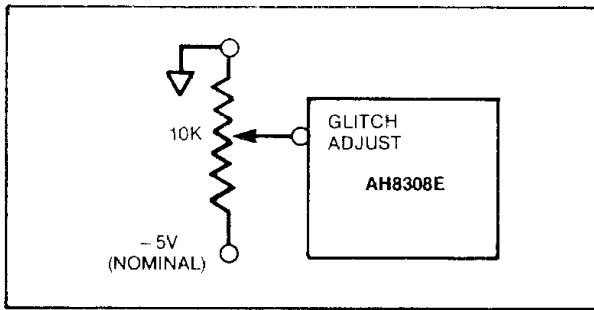 GLITCH
ADJUST
10K
AH8308E
– 5V
(NOMINAL)